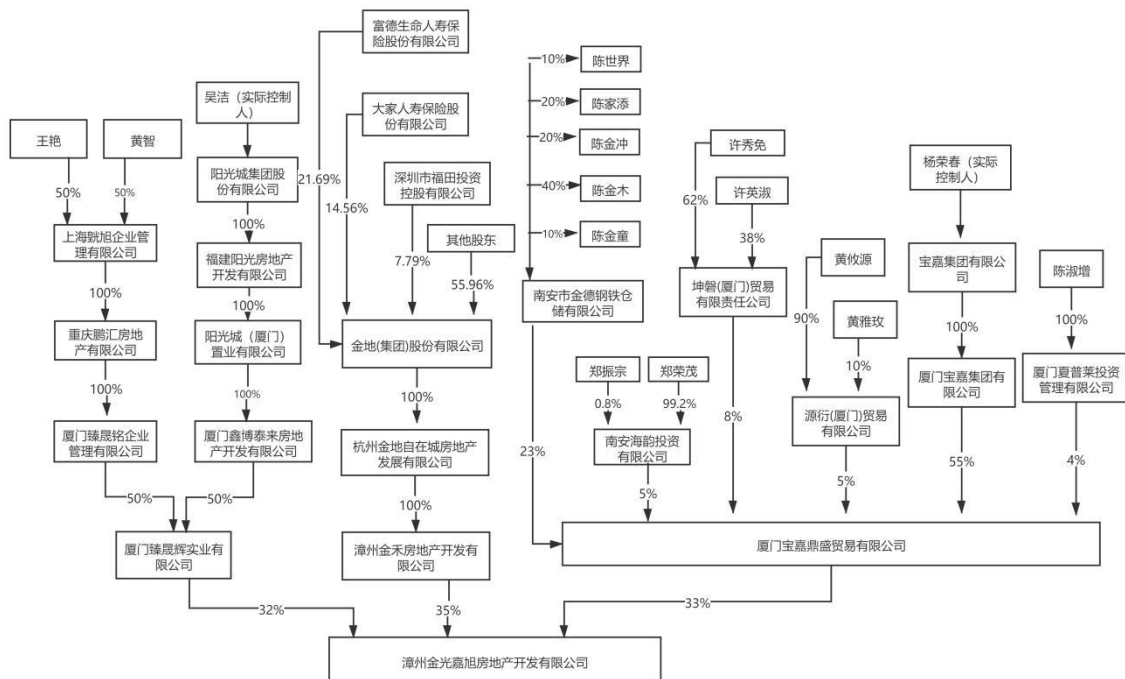 富德生命人寿保
险股份有限公司
10%
陈世界
吴洁（实际控制
人）
大家人寿保险股
份有限公司
20%
陈家添
王艳
黄智
20%
陈金冲
许秀免
杨荣春（实际
控制人）
50%
50%
阳光城集团股
份有限公司
21.69%
14.56%
深圳市福田投资
控股有限公司
40%
陈金木
62%
许英淑
100%
上海毓旭企业管
理有限公司
7.79%
其他股东
10%
陈金童
38%
黄攸源
宝嘉集团有限公
司
陈淑增
福建阳光房地产
开发有限公司
55.96%
南安市金德钢铁仓
储有限公司
坤磐(厦门)贸易
有限责任公司
100%
100%
90%
黄雅玫
100%
100%
重庆鹏汇房地
产有限公司
阳光城（厦门）
置业有限公司
金地(集团)股份有限公司
郑振宗
郑荣茂
10%
厦门宝嘉集团有限公
司
厦门夏普莱投资
管理有限公司
100%
100%
100%
0.8%
99.2%
8%
源衍(厦门)贸易
有限公司
厦门臻晟铭企业
管理有限公司
厦门鑫博泰来房地
产开发有限公司
杭州金地自在城房地产
发展有限公司
23%
南安海韵投资
有限公司
55%
4%
50%
50%
100%
5%
5%
厦门臻晟辉实业有
限公司
漳州金禾房地产开发有
限公司
厦门宝嘉鼎盛贸易有限公司
32%
35%
33%
漳州金光嘉旭房地产开发有限公司